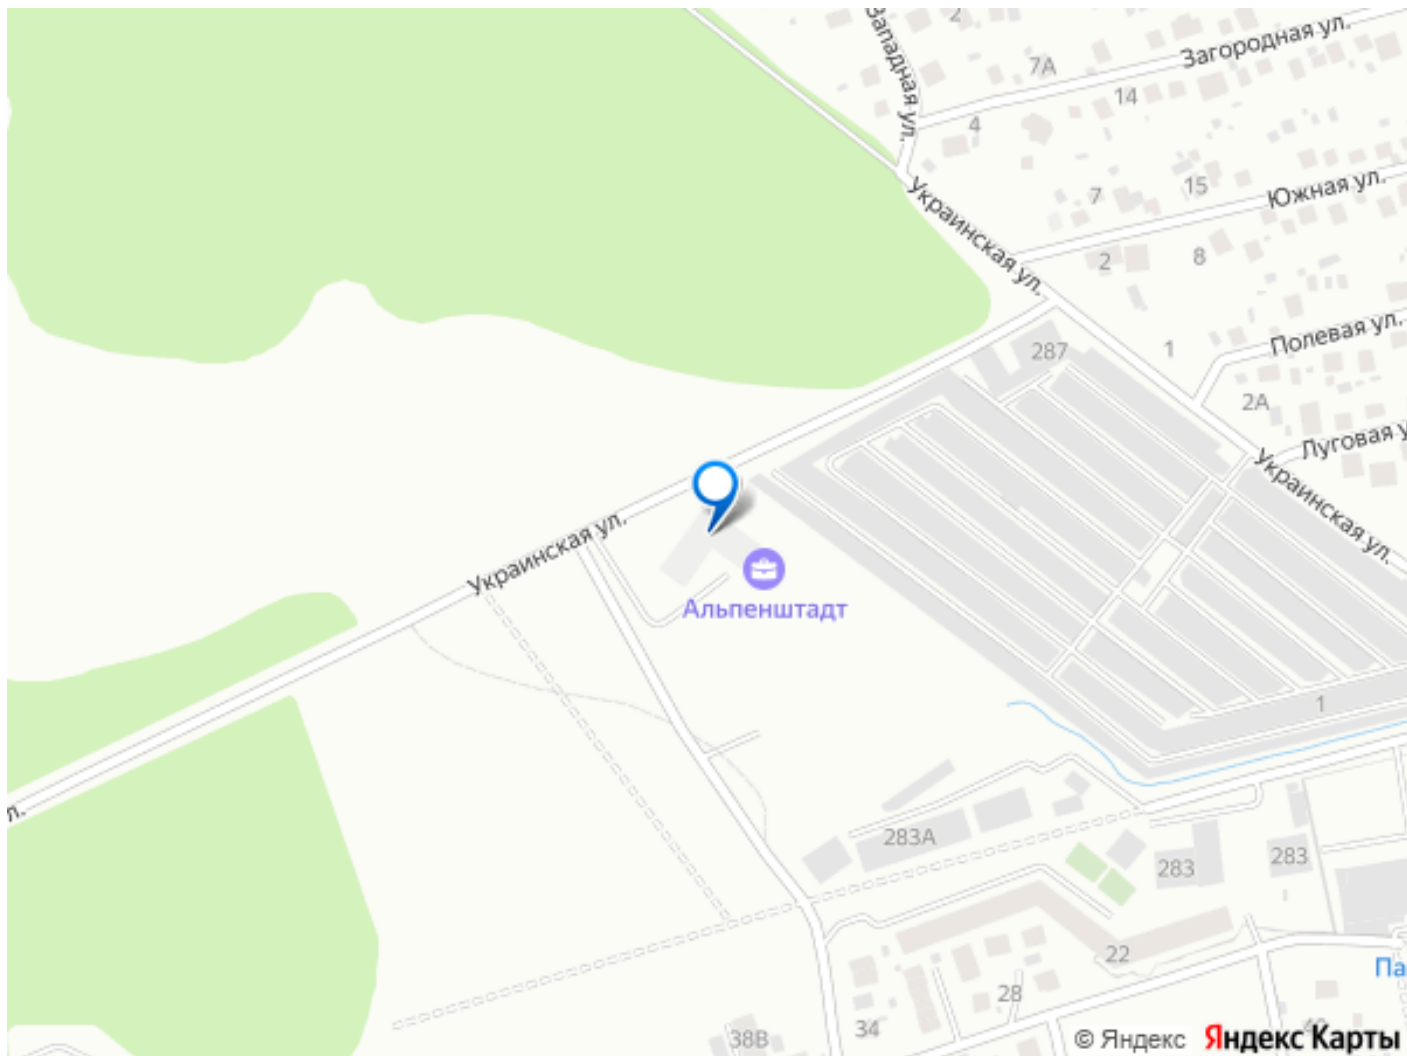 Западная ул.
2
Загородная ул.
7А
14
4
Украинская ул.
7
15
Южная ул.
2
8
287
1
Полевая ул.
2А
Луговая у
Украинская ул.
Украинская ул.
Альпенштадт
1
л.
283А
283
283
22
Па
28
34
38В
40
© Яндекс Яндекс Карты